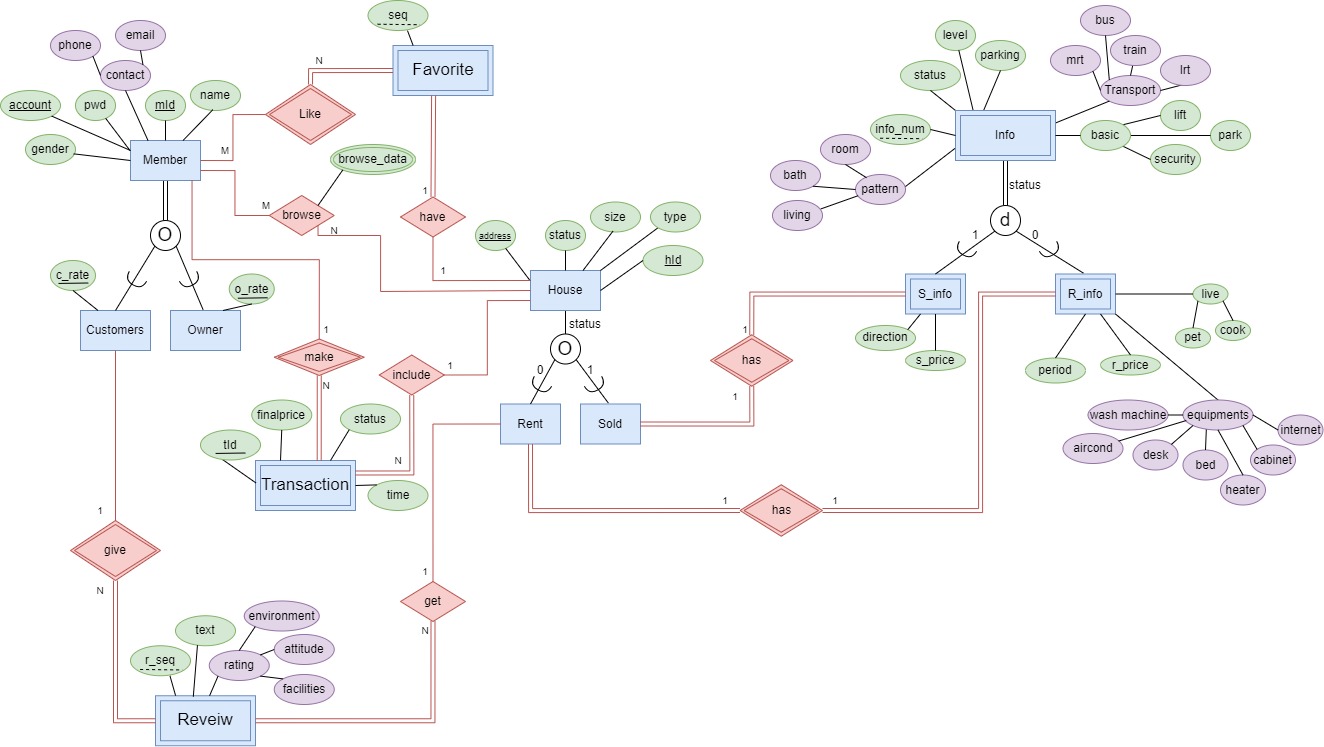 seq
Favorite
N
Like
M
email
phone
contact
account
pwd
mId
name
gender
Member
browse_data
M
browse
N
1
have
1
O
c_rate
o_rate
Customers
Owner
1
make
N
include
1
N
finalprice
status
tId
Transaction
time
address
status
size
type
hId
House
status
O
0
1
Rent
Sold
1
has
1
1
has
1
1
get
N
1
give
N
text
r_seq
environment
rating
attitude
facilities
Reveiw
level
parking
status
info_num
Info
bus
train
mrt
lrt
Transport
basic
lift
park
security
room
bath
pattern
living
status
d
1
0
S_info
direction
s_price
R_info
live
pet
cook
period
r_price
equipments
wash machine
aircond
desk
bed
heater
cabinet
internet